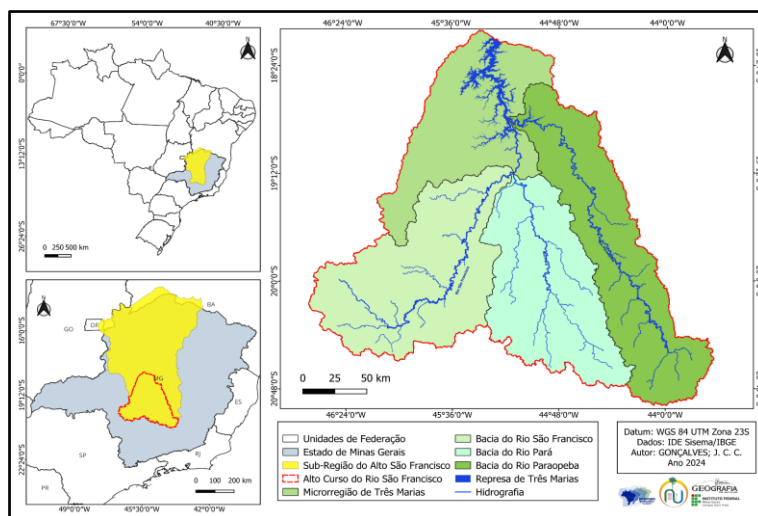 67°30'0"W 54°0'0"W 40°30'0"W
N
0°0'0"
13°12'0"S
26°24'0"S
0 250 500 km
BA
GO
DF
MG
ES
SP
RJ
PR
N
16°0'0"S
19°12'0"S
22°24'0"S
0 100 200 km
49°0'0"W 45°30'0"W 42°0'0"W
46°24'0"W 45°36'0"W 44°48'0"W 44°0'0"W
N
18°24'0"S
19°12'0"S
20°0'0"S
20°48'0"S
0 25 50 km
46°24'0"W 45°36'0"W 44°48'0"W 44°0'0"W
Unidades de Federação
Estado de Minas Gerais
Sub-Região do Alto São Francisco
Alto Curso do Rio São Francisco
Microrregião de Três Marias
Bacia do Rio São Francisco
Bacia do Rio Pará
Bacia do Rio Paraopeba
Represa de Três Marias
Hidrografia
Datum: WGS 84 UTM Zona 23S
Dados: IDE Sisema/IBGE
Autor: GONÇALVES; J. C. C.
Ano 2024
GEOGRAFIA
INSTITUTO FEDERAL